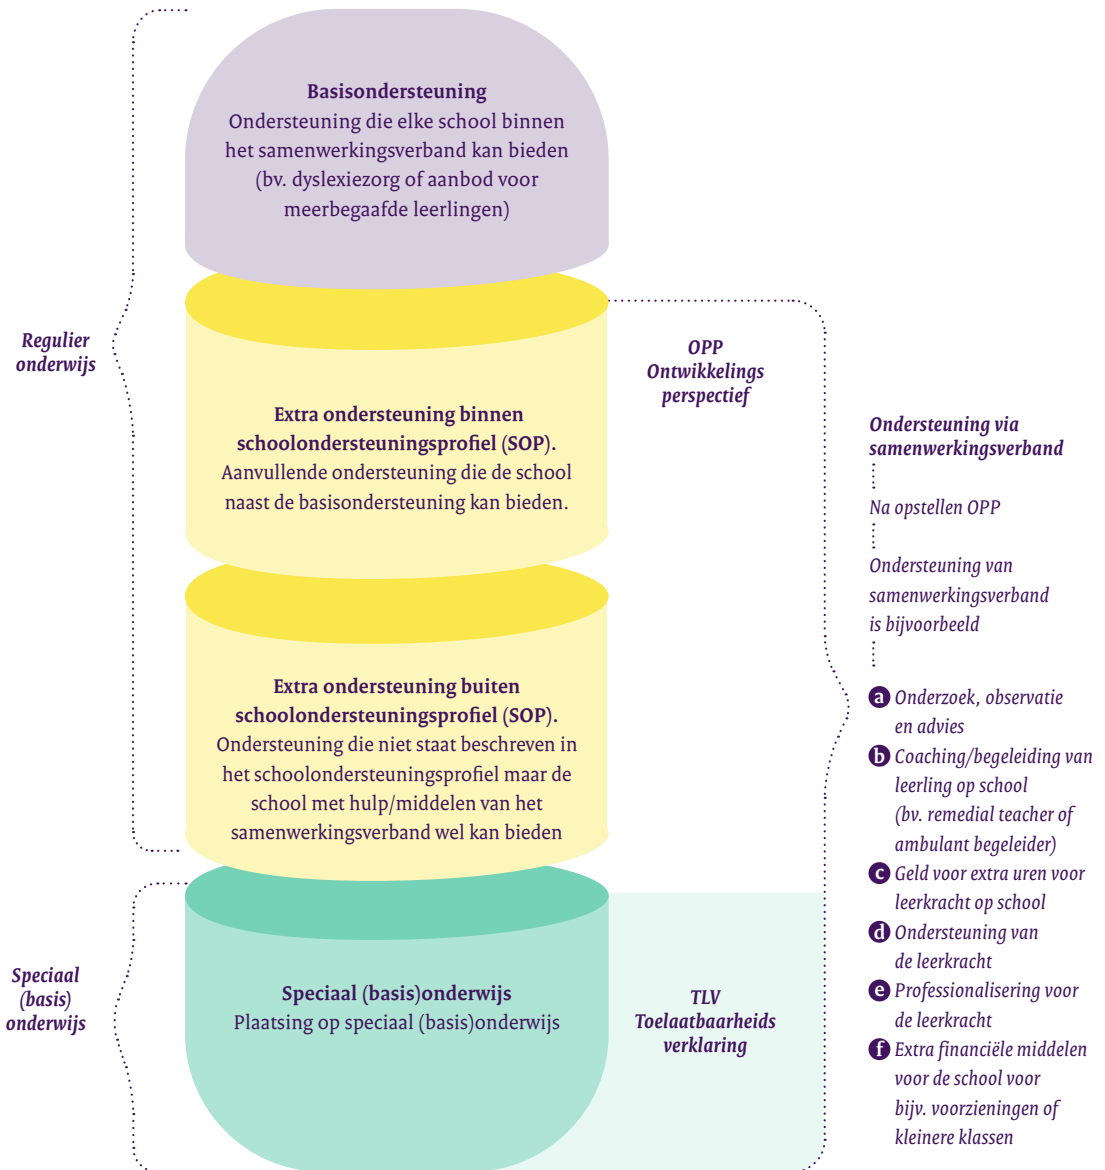 Basisondersteuning
Ondersteuning die elke school binnen
het samenwerkingsverband kan bieden
(bv. dyslexiezorg of aanbod voor
meerbegaafde leerlingen)
Regulier
onderwijs
OPP
Ontwikkelings
perspectief
Extra ondersteuning binnen
schoolondersteuningsprofiel (SOP).
Aanvullende ondersteuning die de school
naast de basisondersteuning kan bieden.
Extra ondersteuning buiten
schoolondersteuningsprofiel (SOP).
Ondersteuning die niet staat beschreven in
het schoolondersteuningsprofiel maar de
school met hulp/middelen van het
samenwerkingsverband wel kan bieden
Speciaal
(basis)
onderwijs
Speciaal (basis)onderwijs
Plaatsing op speciaal (basis)onderwijs
TLV
Toelaatbaarheids
verklaring
Ondersteuning via
samenwerkingsverband
Na opstellen OPP
Ondersteuning van
samenwerkingsverband
is bijvoorbeeld
a Onderzoek, observatie
en advies
b Coaching/begeleiding van
leerling op school
(bv. remedial teacher of
ambulant begeleider)
c Geld voor extra uren voor
leerkracht op school
d Ondersteuning van
de leerkracht
e Professionalisering voor
de leerkracht
f Extra financiële middelen
voor de school voor
bijv. voorzieningen of
kleinere klassen